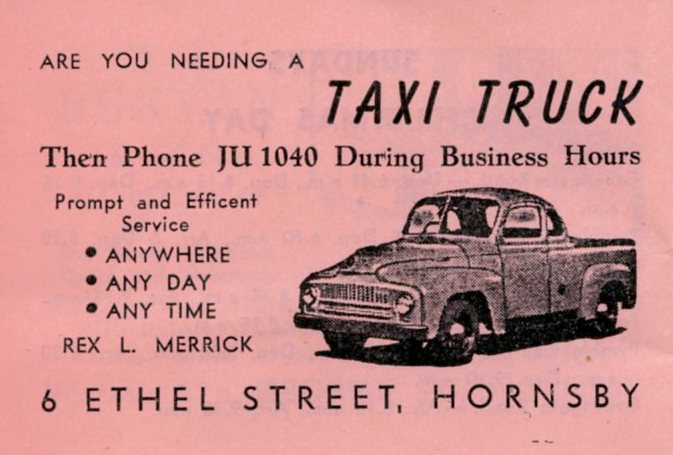 ARE YOU NEEDING A
TAXI TRUCK
Then Phone JU 1040 During Business Hours
Prompt and Efficent
Service
• ANYWHERE
• ANY DAY
• ANY TIME
REX L. MERRICK
6 ETHEL STREET, HORNSBY